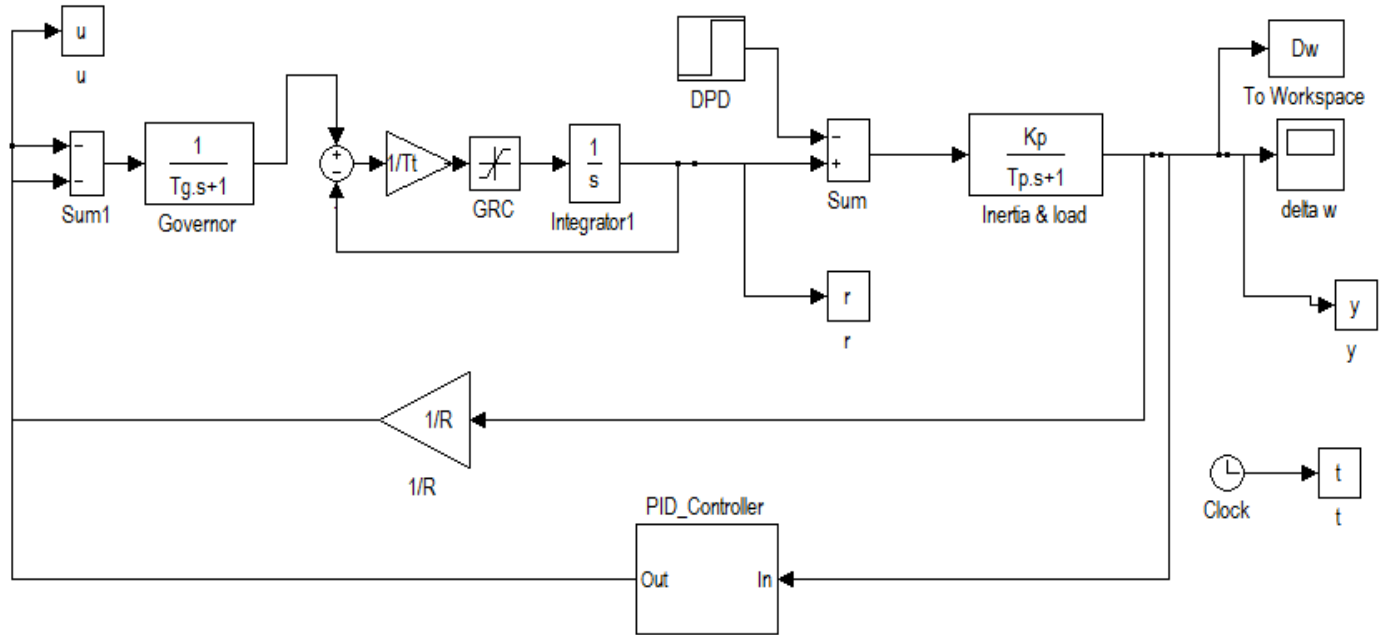 u
u
DPD
Dw
To Workspace
−
−
Sum1
1
Tg.s+1
Governor
+
−
1/Tt
GRC
1
s
Integrator1
−
+
Sum
Kp
Tp.s+1
Inertia & load
delta w
r
r
y
y
1/R
1/R
Clock
t
t
PID_Controller
Out
In